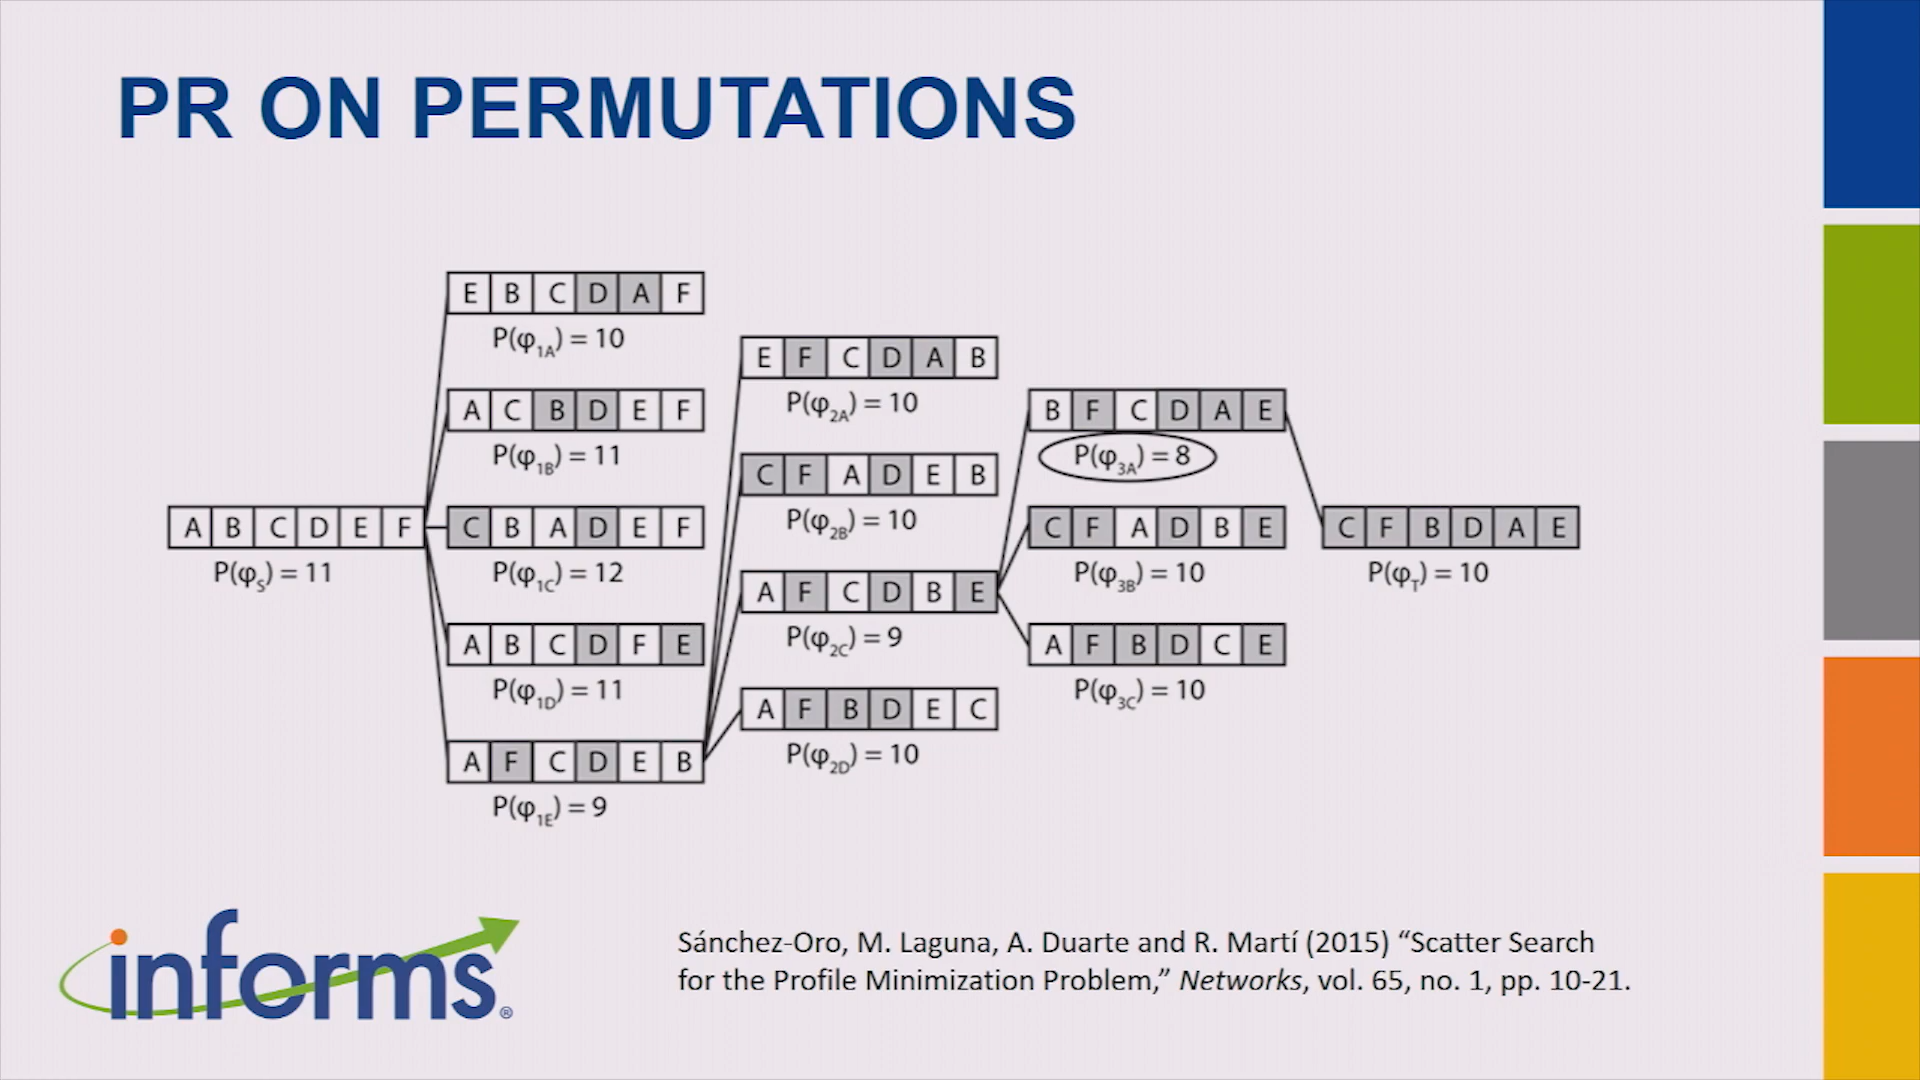 PR ON PERMUTATIONS
E B C D A F
P(φ1A) = 10
A C B D E F
P(φ1B) = 11
A B C D E F
P(φS) = 11
C B A D E F
P(φ1C) = 12
A B C D F E
P(φ1D) = 11
A F C D E B
P(φ1E) = 9
E F C D A B
P(φ2A) = 10
C F A D E B
P(φ2B) = 10
A F C D B E
P(φ2C) = 9
A F B D E C
P(φ2D) = 10
B F C D A E
P(φ3A) = 8
C F A D B E
P(φ3B) = 10
A F B D C E
P(φ3C) = 10
C F B D A E
P(φT) = 10
informs®
Sánchez-Oro, M. Laguna, A. Duarte and R. Martí (2015) “Scatter Search
for the Profile Minimization Problem,” Networks, vol. 65, no. 1, pp. 10-21.